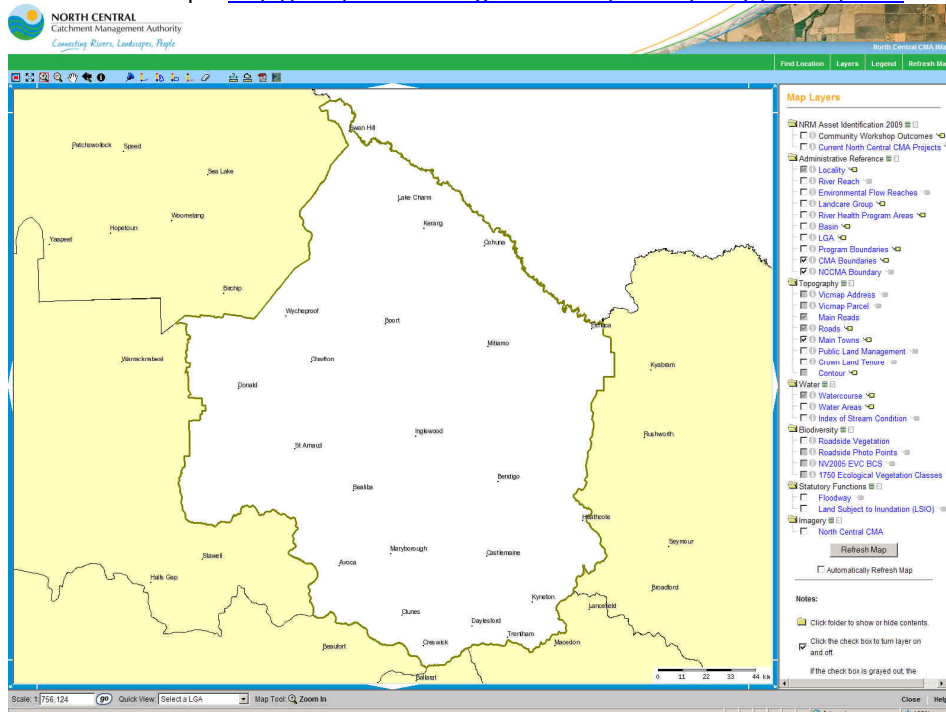 NORTH CENTRAL
Catchment Management Authority
Connecting Rivers, Landscapes, People
North Central CMA IMa
Find Location Layers Legend Refresh Ma
Swan Hill
Patchewollock Speed
Sea Lake
Lake Charm
Woomelang
Hopetoun
Kerang
Yaapeet
Cohuna
Birchip
Wycheproof
Boort
Echuca
Mitiamo
Warracknabeal
Charlton
Kyabram
Donald
Inglewood
Rushworth
St Arnaud
Bendigo
Bealiba
Heathcote
Seymour
Stawell
Maryborough
Castlemaine
Avoca
Halls Gap
Broadford
Kyneton
Lancefield
Clunes
Daylesford
Trentham
Beaufort
Creswick
Macedon
Ballarat
0 11 22 33 44 km
Map Layers
NRM Asset Identification 2009
Community Workshop Outcomes
Current North Central CMA Projects
Administrative Reference
Locality
River Reach
Environmental Flow Reaches
Landcare Group
River Health Program Areas
Basin
LGA
Program Boundaries
CMA Boundaries
NCCMA Boundary
Topography
Vicmap Address
Vicmap Parcel
Main Roads
Roads
Main Towns
Public Land Management
Crown Land Tenure
Contour
Water
Watercourse
Water Areas
Index of Stream Condition
Biodiversity
Roadside Vegetation
Roadside Photo Points
NV2005 EVC BCS
1750 Ecological Vegetation Classes
Statutory Functions
Floodway
Land Subject to Inundation (LSIO)
Imagery
North Central CMA
Refresh Map
Automatically Refresh Map
Notes:
Click folder to show or hide contents.
Click the check box to turn layer on
and off.
If the check box is grayed out, the
Scale: 1: 756,124 go Quick View: Select a LGA Map Tool: Zoom In Close Help